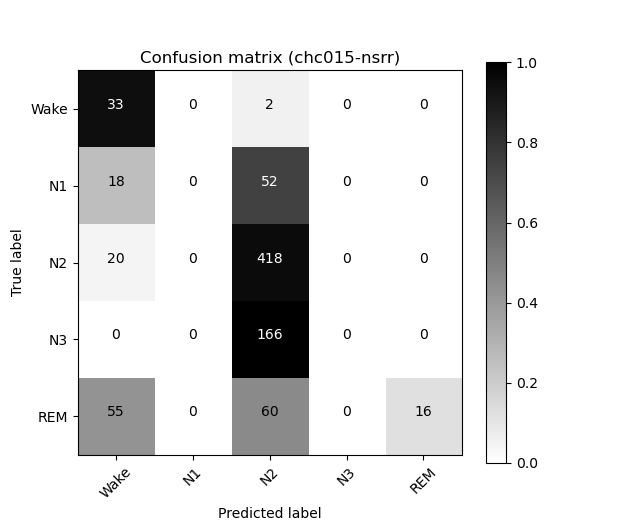 Confusion matrix (chc015-nsrr)
Wake 33 0 2 0 0
N1 18 0 52 0 0
N2 20 0 418 0 0
N3 0 0 166 0 0
REM 55 0 60 0 16
Wake N1 N2 N3 REM
True label
Predicted label
1.0
0.8
0.6
0.4
0.2
0.0